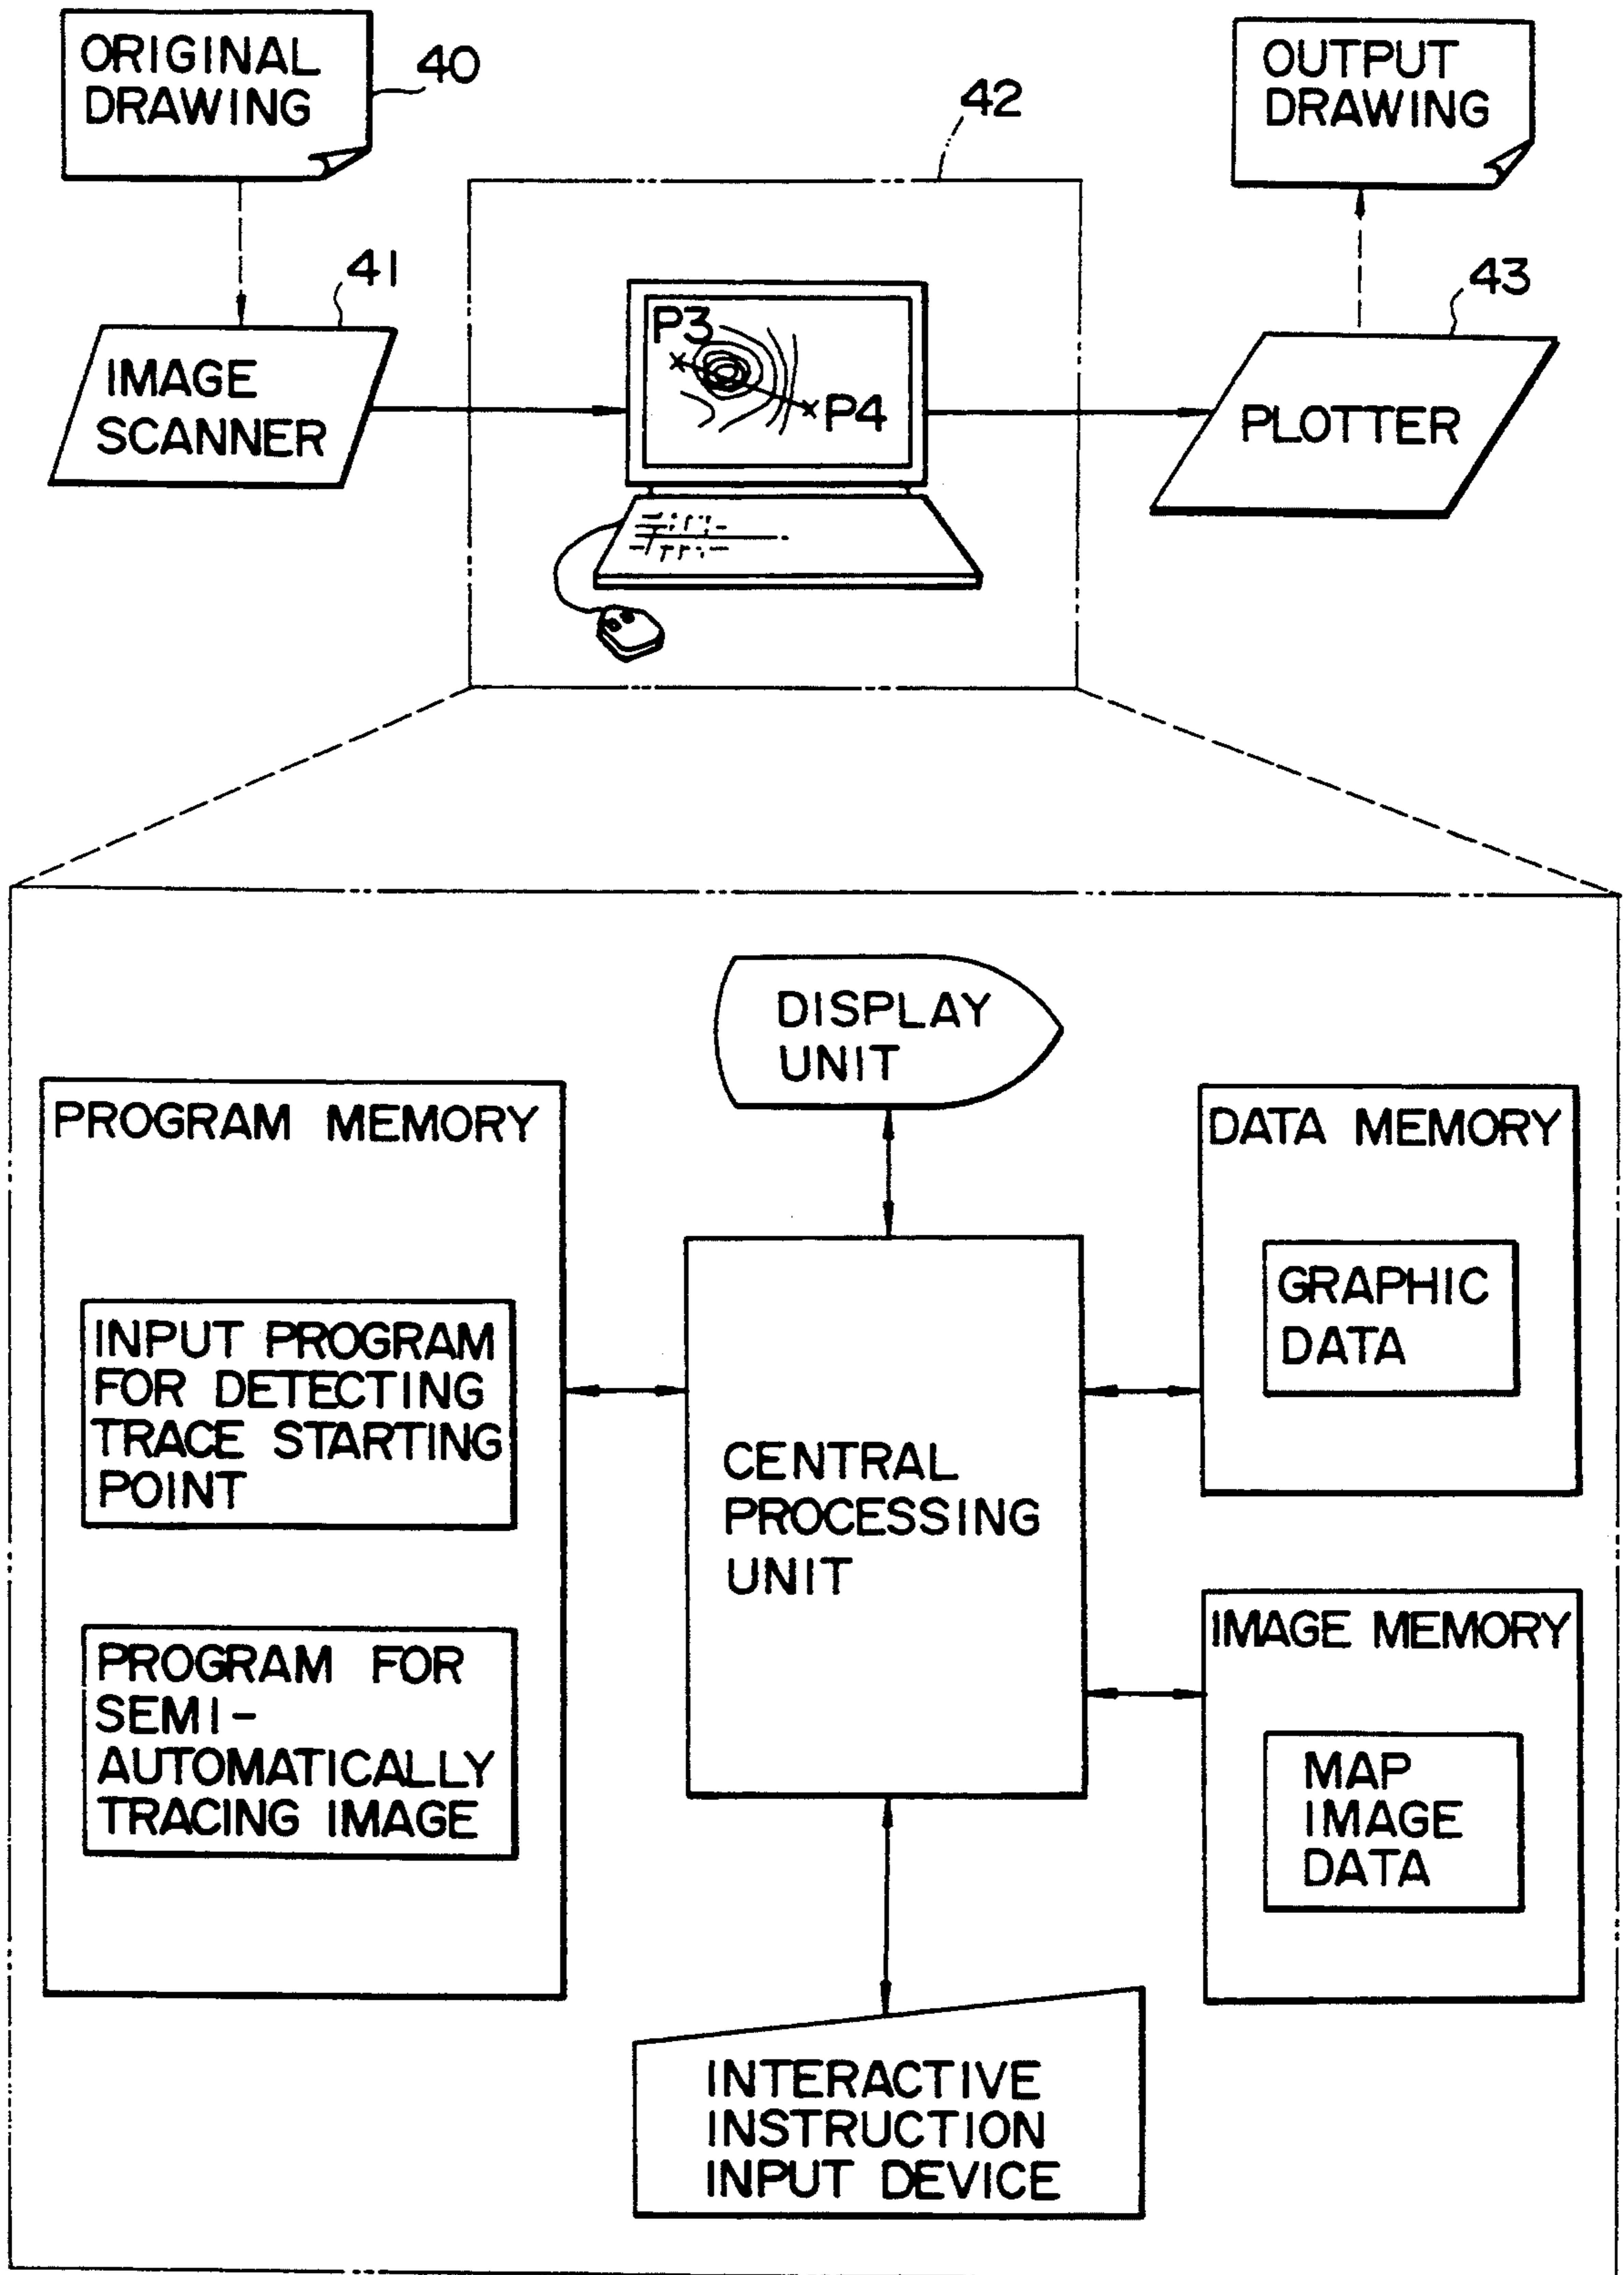 ORIGINAL
DRAWING
40
42
OUTPUT
DRAWING
41
IMAGE
SCANNER
P3
P4
43
PLOTTER
DISPLAY
UNIT
PROGRAM MEMORY
INPUT PROGRAM
FOR DETECTING
TRACE STARTING
POINT
PROGRAM FOR
SEMI-
AUTOMATICALLY
TRACING IMAGE
CENTRAL
PROCESSING
UNIT
DATA MEMORY
GRAPHIC
DATA
IMAGE MEMORY
MAP
IMAGE
DATA
INTERACTIVE
INSTRUCTION
INPUT DEVICE